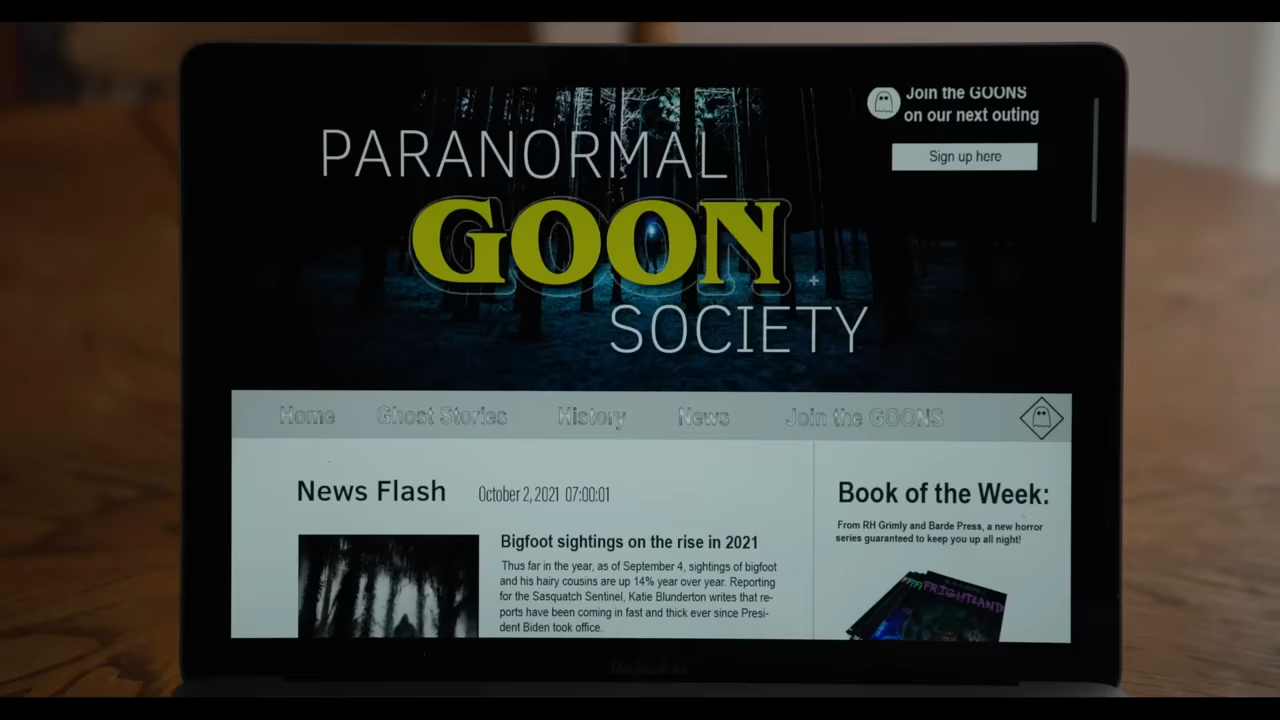 Join the GOONS
on our next outing
Sign up here
PARANORMAL
GOON
SOCIETY
Home Ghost Stories History News Join the GOONS
News Flash October 2, 2021 07:00:01
Bigfoot sightings on the rise in 2021
Thus far in the year, as of September 4, sightings of bigfoot
and his hairy cousins are up 14% year over year. Reporting
for the Sasquatch Sentinel, Katie Blunderton writes that re-
ports have been coming in fast and thick ever since Presi-
dent Biden took office.
Book of the Week:
From RH Grimly and Barde Press, a new horror
series guaranteed to keep you up all night!
FRIGHTLAND